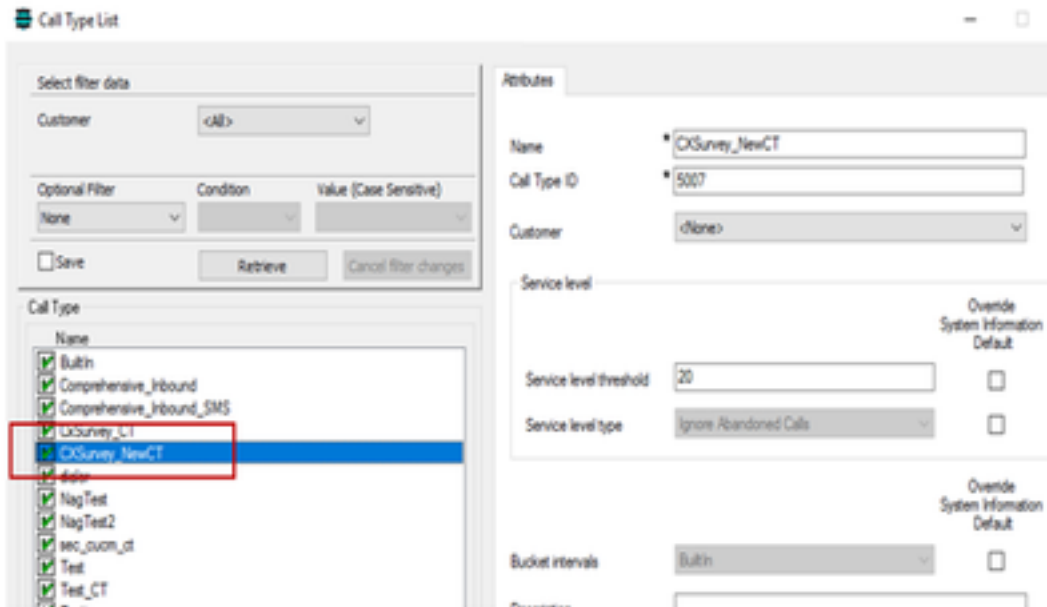 Call Type List
Select filter data
Customer
<All>
Optional Filter
Condition
Value (Case Sensitive)
None
Save
Retrieve
Cancel filter changes
Call Type
Name
BuiltIn
Comprehensive_Inbound
Comprehensive_Inbound_SMS
CxSurvey_CT
CXSurvey_NewCT
dialer
NagTest
NagTest2
sec_cucm_ct
Test
Test_CT
Attributes
Name * CXSurvey_NewCT
Call Type ID * 5007
Customer <None>
Service level
Override
System Information
Default
Service level threshold 20
Service level type Ignore Abandoned Calls
Override
System Information
Default
Bucket intervals BuiltIn
Description